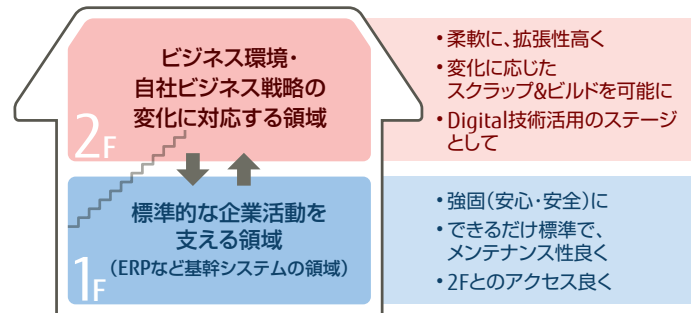 ビジネス環境・
自社ビジネス戦略の
変化に対応する領域
2F
・柔軟に、拡張性高く
・変化に応じた
スクラップ&ビルドを可能に
・Digital技術活用のステージ
として
標準的な企業活動を
支える領域
（ERPなど基幹システムの領域）
1F
・強固（安心・安全）に
・できるだけ標準で、
メンテナンス性良く
・2Fとのアクセス良く